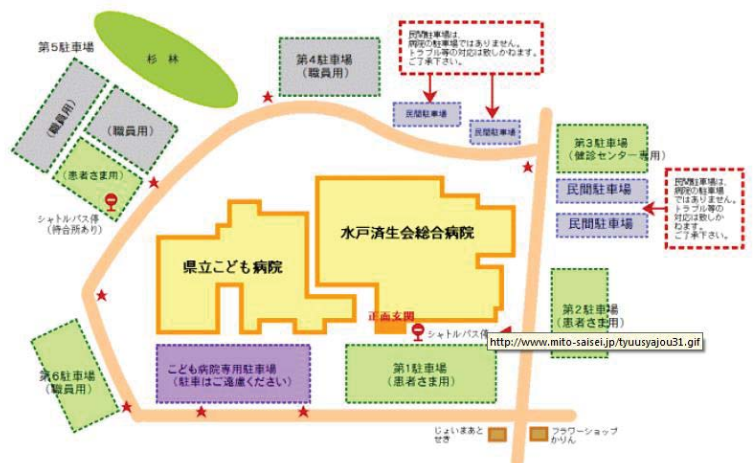 第5駐車場
杉 林
第4駐車場
(職員用)
民間駐車場は、
病院の駐車場ではありません。
トラブル等の対応は致しかねます。
ご了承下さい。
(職員用)
(職員用)
(患者さま用)
民間駐車場
民間駐車場
第3駐車場
(健診センター専用)
民間駐車場
民間駐車場
民間駐車場は、
病院の駐車場
ではありません。
トラブル等の
対応は致しか
ねます。
ご了承下さい。
シャトルバス停
(待合所あり)
県立こども病院
水戸済生会総合病院
正面玄関
シャトルバス停
第2駐車場
(患者さま用)
http://www.mito-saisei.jp/tyuusyajou31.gif
第6駐車場
(職員用)
こども病院専用駐車場
(駐車はご遠慮ください)
第1駐車場
(患者さま用)
じょいまあと
せき
フラワーショップ
かりん